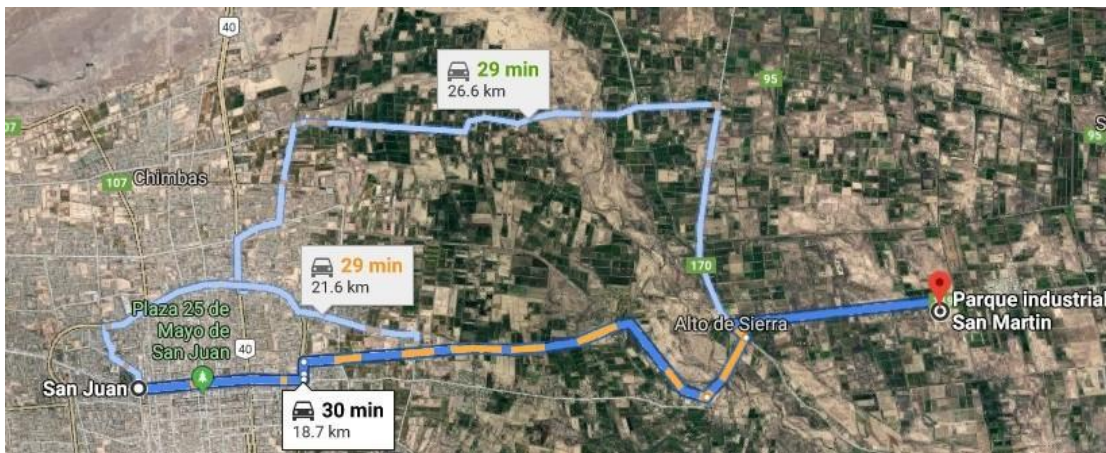 40
29 min
26.6 km
95
07
95
S
107
Chimbas
29 min
21.6 km
170
Plaza 25 de
Mayo de
San Juan
40
Alto de Sierra
Parque industrial
San Martin
San Juan
30 min
18.7 km